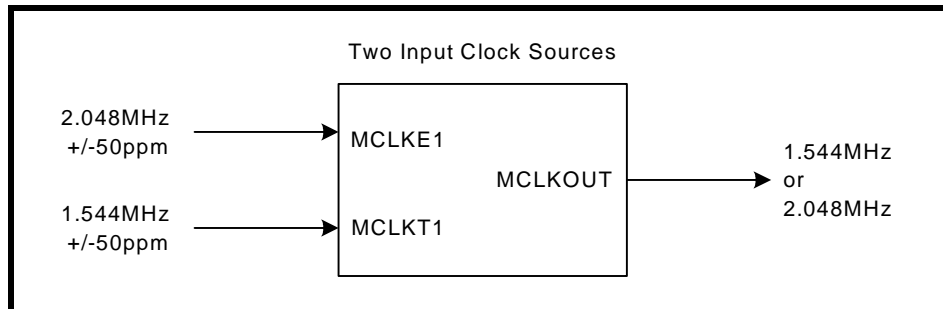 Two Input Clock Sources
2.048MHz
+/-50ppm
MCLKE1
MCLKOUT
1.544MHz
or
2.048MHz
1.544MHz
+/-50ppm
MCLKT1